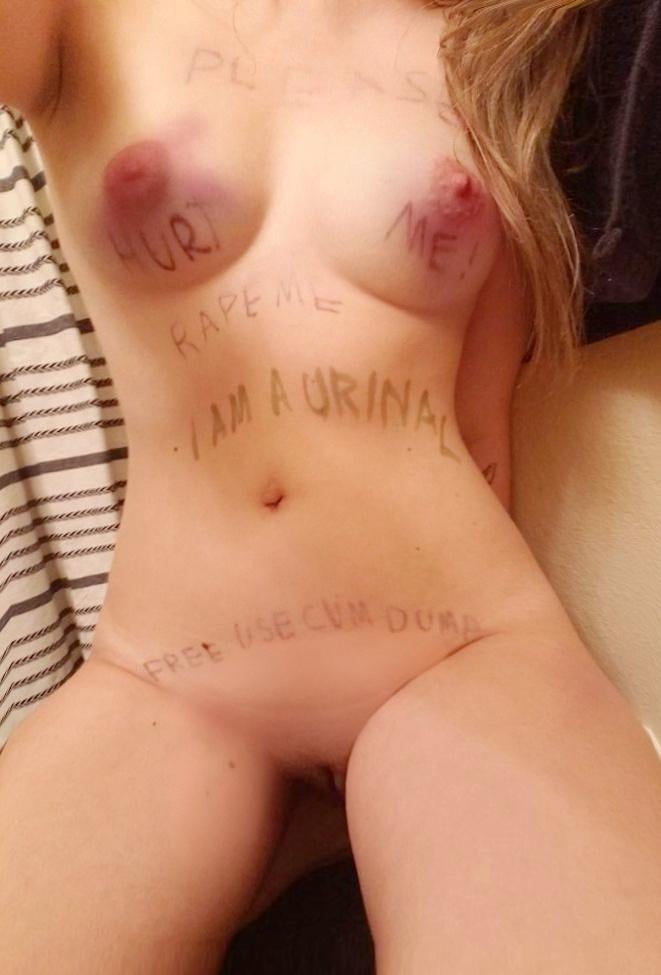 PLEASE
HURT ME!
RAPE ME
I AM A URINAL
FREE USE CUM DUMP